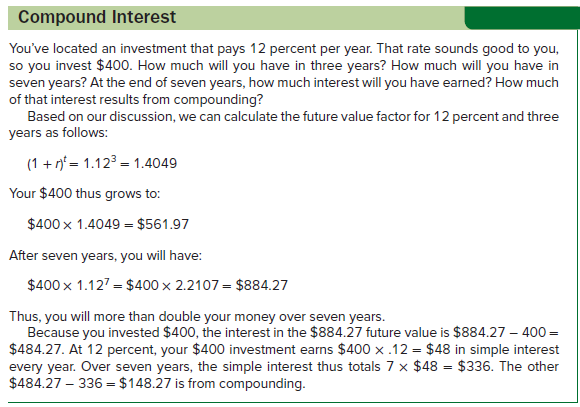 Compound Interest
You've located an investment that pays 12 percent per year. That rate sounds good to you,
so you invest $400. How much will you have in three years? How much will you have in
seven years? At the end of seven years, how much interest will you have earned? How much
of that interest results from compounding?
Based on our discussion, we can calculate the future value factor for 12 percent and three
years as follows:
(1 + r)ᵗ = 1.12³ = 1.4049
Your $400 thus grows to:
$400 × 1.4049 = $561.97
After seven years, you will have:
$400 × 1.12⁷ = $400 × 2.2107 = $884.27
Thus, you will more than double your money over seven years.
Because you invested $400, the interest in the $884.27 future value is $884.27 – 400 =
$484.27. At 12 percent, your $400 investment earns $400 × .12 = $48 in simple interest
every year. Over seven years, the simple interest thus totals 7 × $48 = $336. The other
$484.27 – 336 = $148.27 is from compounding.